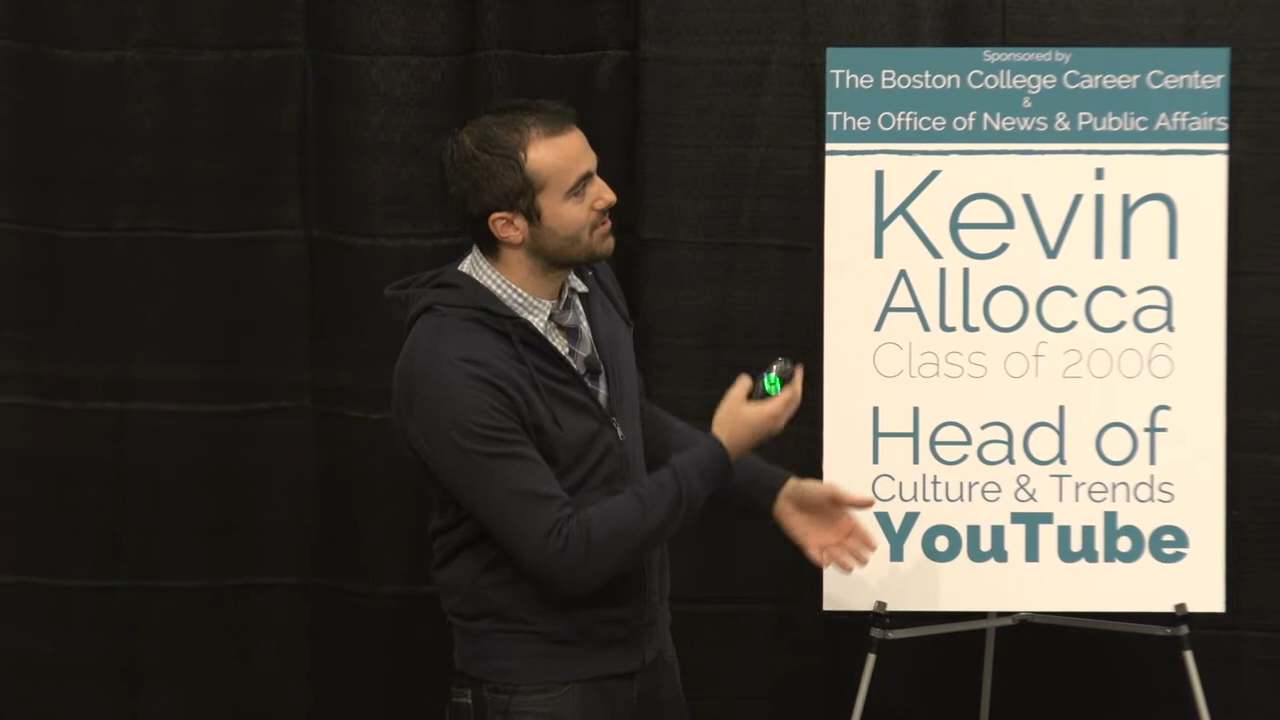 Sponsored by
The Boston College Career Center
&
The Office of News & Public Affairs
Kevin
Allocca
Class of 2006
Head of
Culture & Trends
YouTube